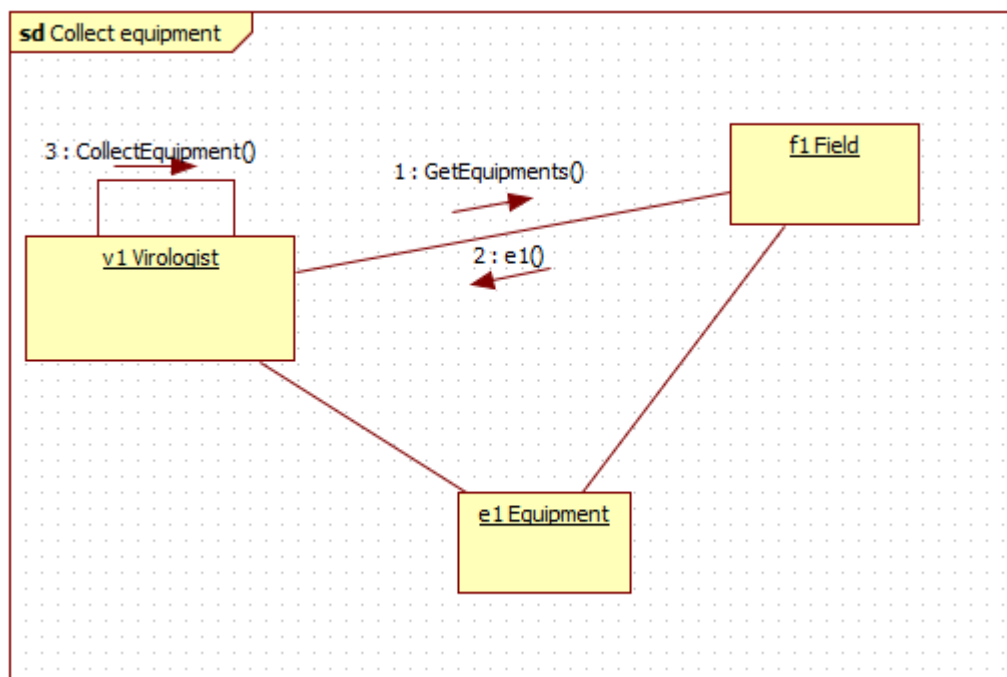 sd Collect equipment
3 : CollectEquipment()
1 : GetEquipments()
f1 Field
v1 Virologist
2 : e1()
e1 Equipment